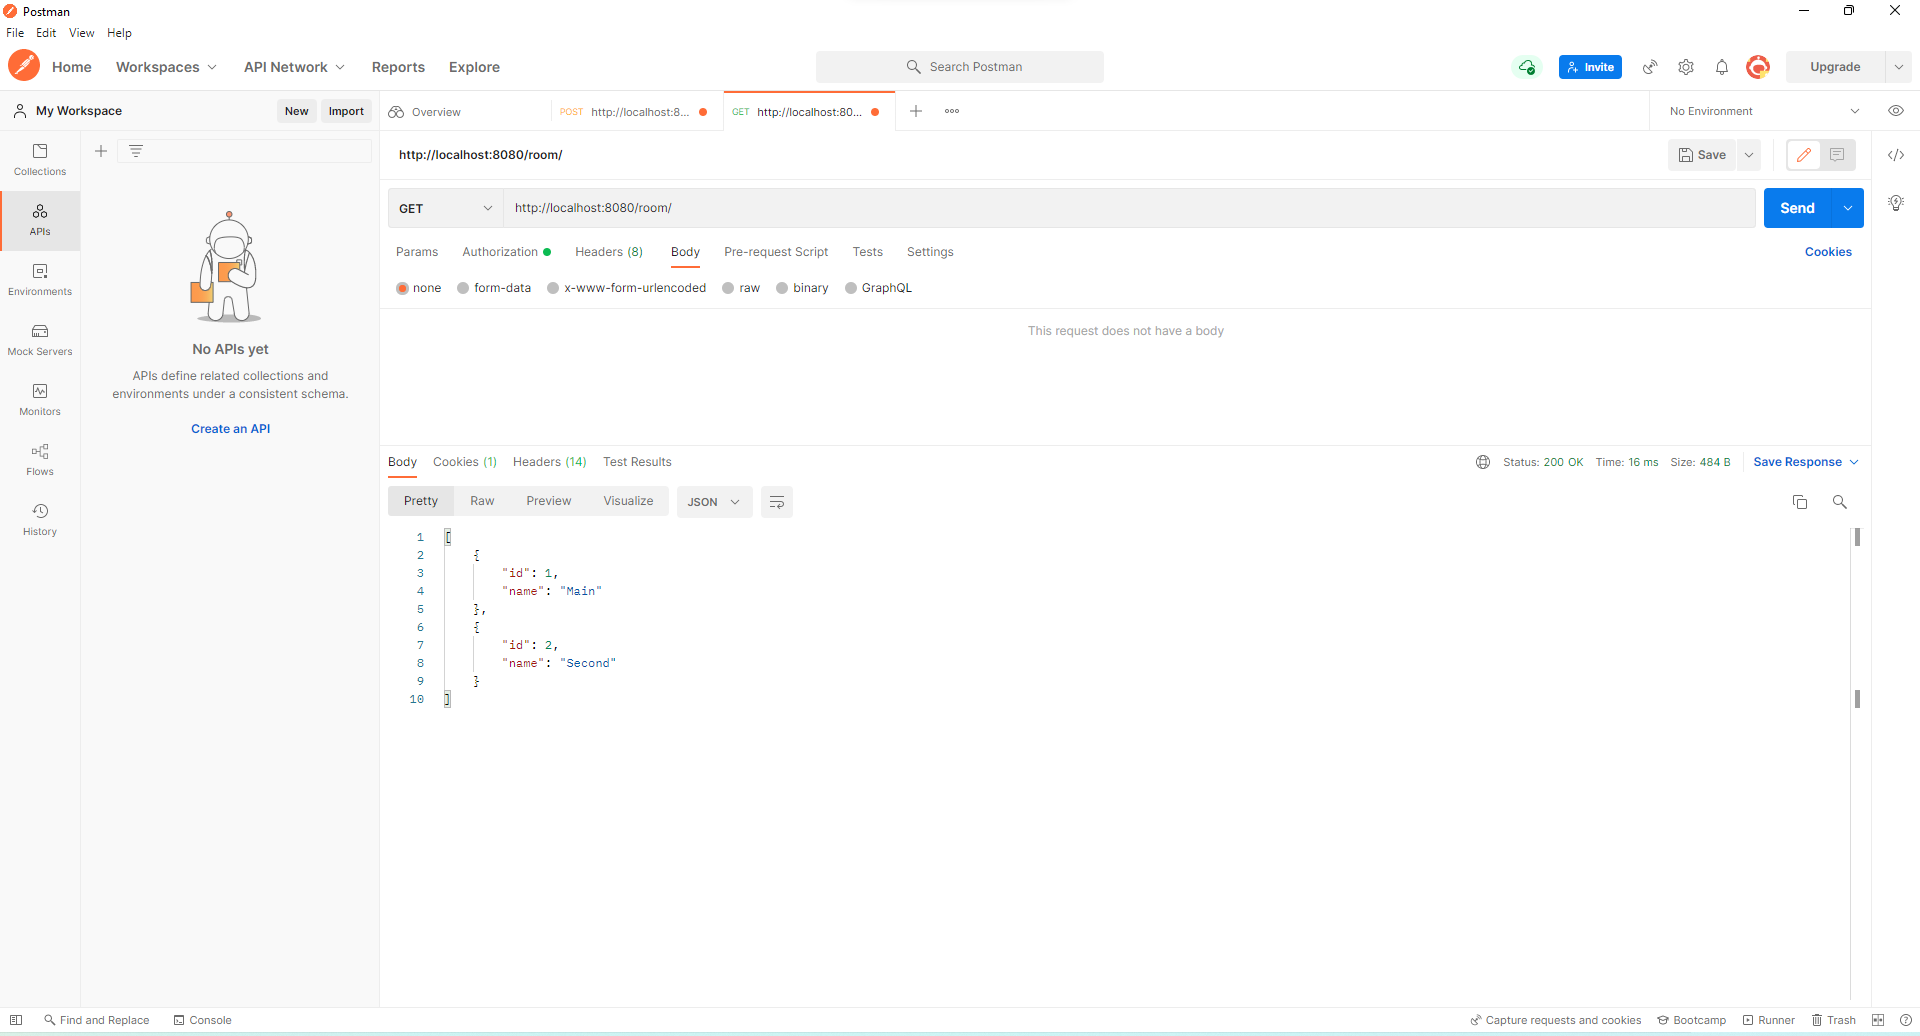 Postman
File Edit View Help
Home Workspaces API Network Reports Explore Search Postman Invite Upgrade
My Workspace New Import Overview POST http://localhost:8... GET http://localhost:80... No Environment
Collections
APIs
Environments
Mock Servers
Monitors
Flows
History
No APIs yet
APIs define related collections and
environments under a consistent schema.
Create an API
http://localhost:8080/room/ Save
GET http://localhost:8080/room/ Send
Params Authorization Headers (8) Body Pre-request Script Tests Settings Cookies
none form-data x-www-form-urlencoded raw binary GraphQL
This request does not have a body
Body Cookies (1) Headers (14) Test Results Status: 200 OK Time: 16 ms Size: 484 B Save Response
Pretty Raw Preview Visualize JSON
1 [
2 {
3 "id": 1,
4 "name": "Main"
5 },
6 {
7 "id": 2,
8 "name": "Second"
9 }
10 ]
Find and Replace Console Capture requests and cookies Bootcamp Runner Trash